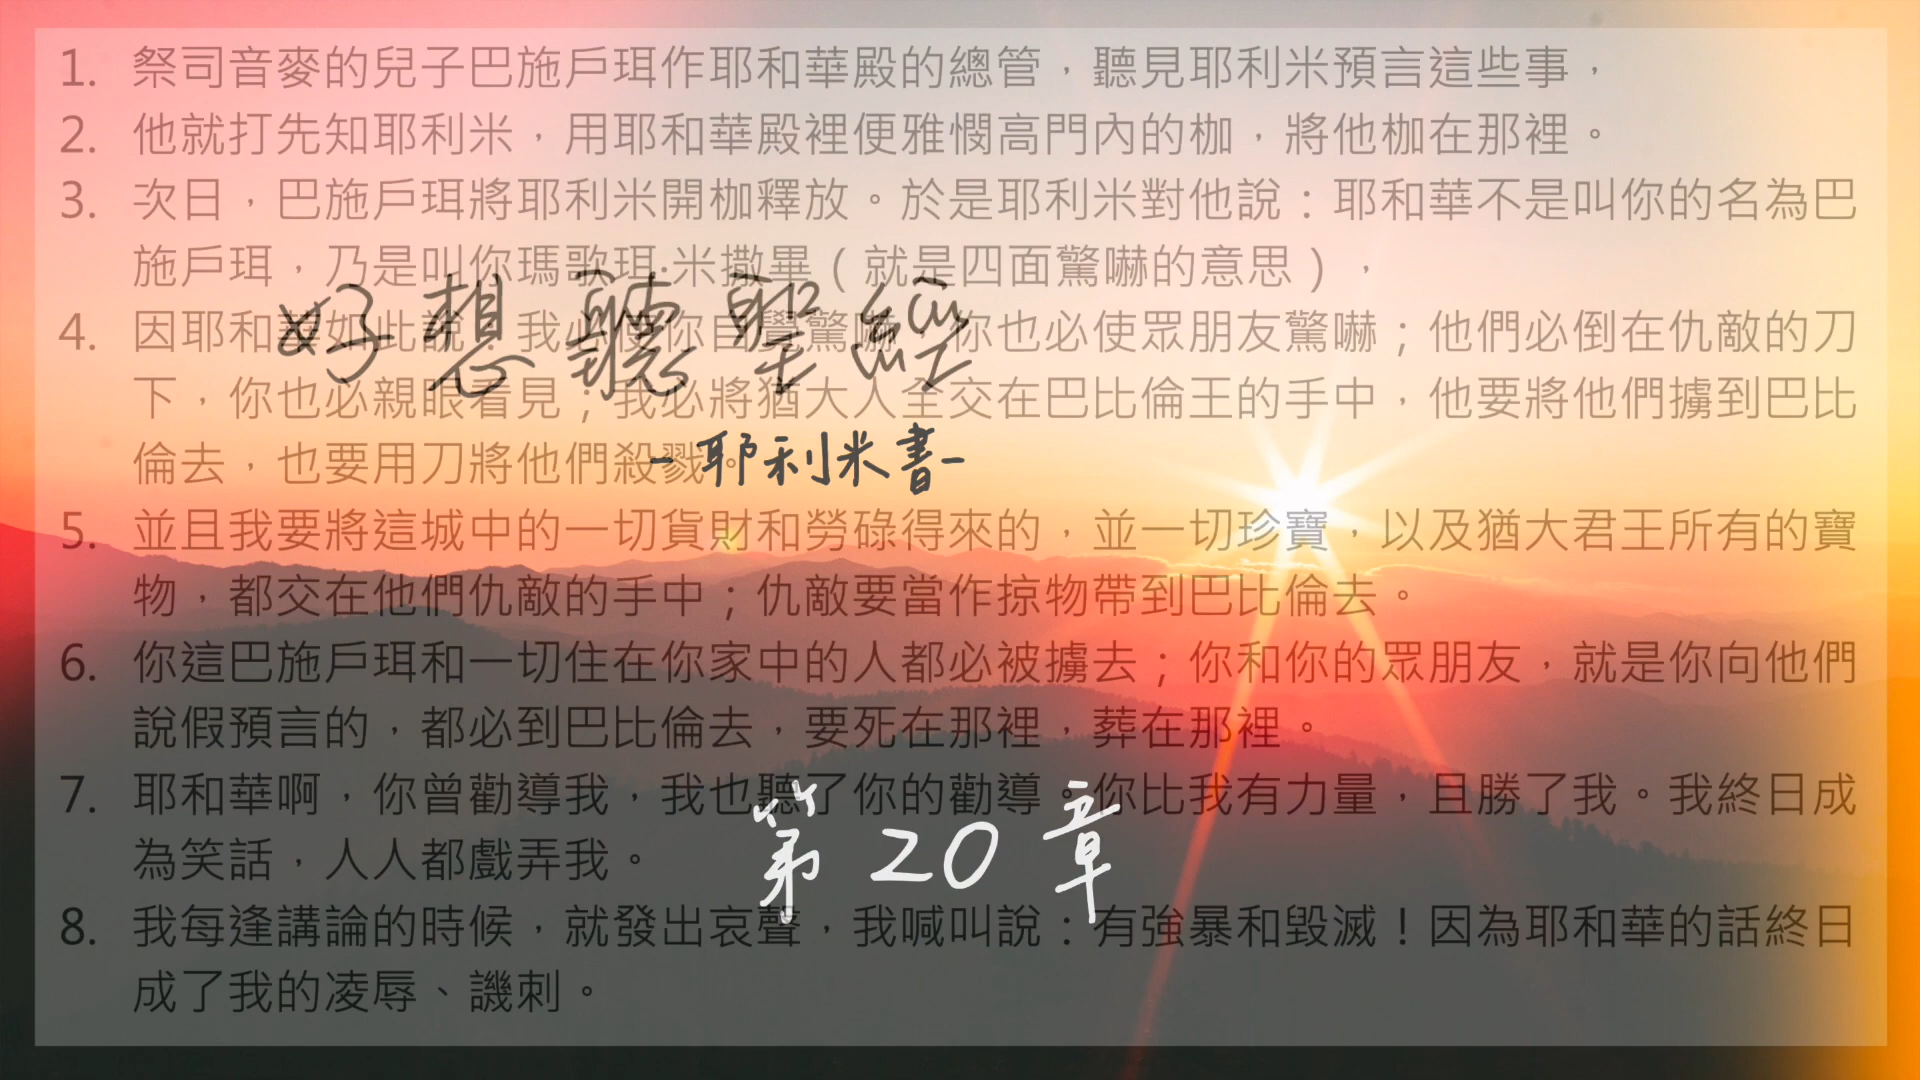 1. 祭司音麥的兒子巴施戶珥作耶和華殿的總管，聽見耶利米預言這些事，
2. 他就打先知耶利米，用耶和華殿裡便雅憫高門內的枷，將他枷在那裡。
3. 次日，巴施戶珥將耶利米開枷釋放。於是耶利米對他說：耶和華不是叫你的名為巴
施戶珥，乃是叫你瑪歌珥·米撒畢（就是四面驚嚇的意思），
好想聽聖經
4. 因耶和華如此說：我必使你自覺驚嚇，你也必使眾朋友驚嚇；他們必倒在仇敵的刀
下，你也必親眼看見；我必將猶大人全交在巴比倫王的手中，他要將他們擄到巴比
倫去，也要用刀將他們殺戮。
-耶利米書-
5. 並且我要將這城中的一切貨財和勞碌得來的，並一切珍寶，以及猶大君王所有的寶
物，都交在他們仇敵的手中；仇敵要當作掠物帶到巴比倫去。
6. 你這巴施戶珥和一切住在你家中的人都必被擄去；你和你的眾朋友，就是你向他們
說假預言的，都必到巴比倫去，要死在那裡，葬在那裡。
7. 耶和華啊，你曾勸導我，我也聽了你的勸導。你比我有力量，且勝了我。我終日成
為笑話，人人都戲弄我。
第20章
8. 我每逢講論的時候，就發出哀聲，我喊叫說：有強暴和毀滅！因為耶和華的話終日
成了我的凌辱、譏刺。